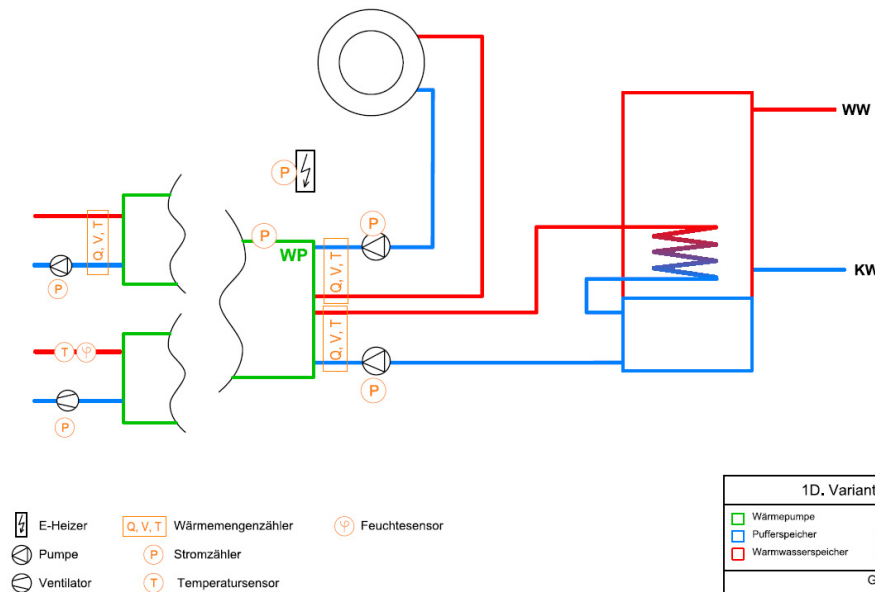 WW
P
P
Q, V, T
P
WP
Q, V, T
KW
P
Q, V, T
T φ
P
P
1D. Variant
E-Heizer
Q, V, T Wärmemengenzähler
φ Feuchtesensor
Wärmepumpe
Pumpe
P Stromzähler
Pufferspeicher
Warmwasserspeicher
Ventilator
T Temperatursensor
G